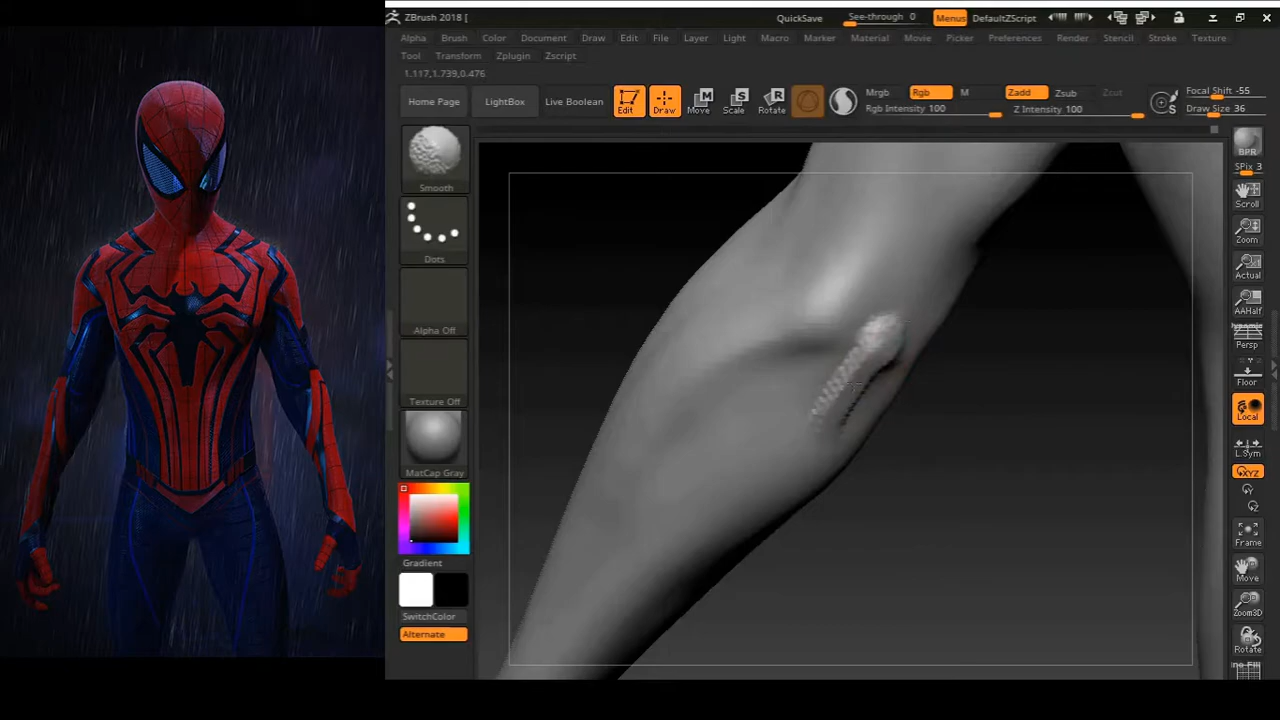 ZBrush 2018 [
QuickSave
See-through 0
Menus
DefaultZScript
Alpha Brush Color Document Draw Edit File Layer Light Macro Marker Material Movie Picker Preferences Render Stencil Stroke Texture
Tool Transform Zplugin Zscript
1.117,1.739,0.476
Home Page
LightBox
Live Boolean
Edit
Draw
Move
Scale
Rotate
Mrgb Rgb M
Rgb Intensity 100
Zadd Zsub Zcut
Z Intensity 100
S
Focal Shift -55
Draw Size 36
Smooth
Dots
Alpha Off
Texture Off
MatCap Gray
Gradient
SwitchColor
Alternate
BPR
SPix 3
Scroll
Zoom
Actual
AAHalf
Persp
Floor
Local
L.Sym
XYZ
Y
Z
Frame
Move
Zoom3D
Rotate